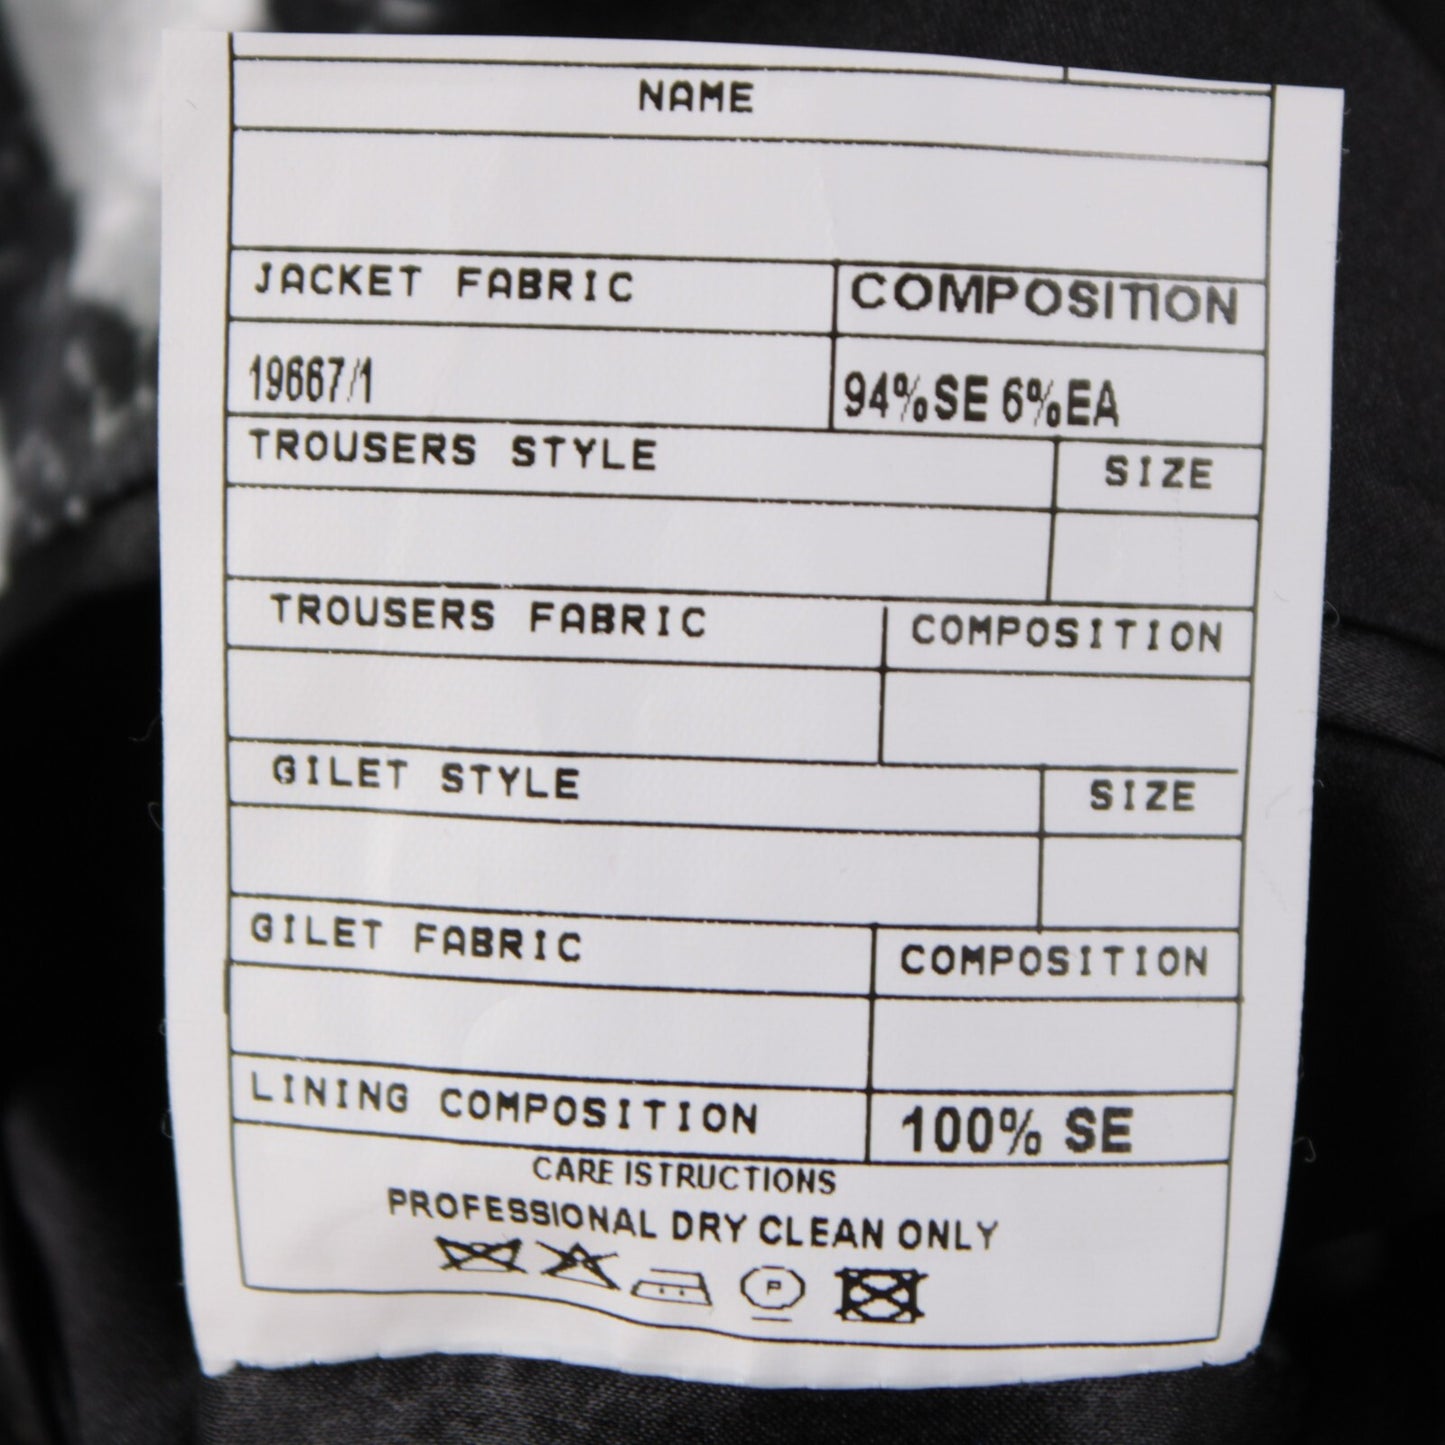 NAME
JACKET FABRIC COMPOSITION
19667/1 94%SE 6%EA
TROUSERS STYLE SIZE
TROUSERS FABRIC COMPOSITION
GILET STYLE SIZE
GILET FABRIC COMPOSITION
LINING COMPOSITION 100% SE
CARE ISTRUCTIONS
PROFESSIONAL DRY CLEAN ONLY
P